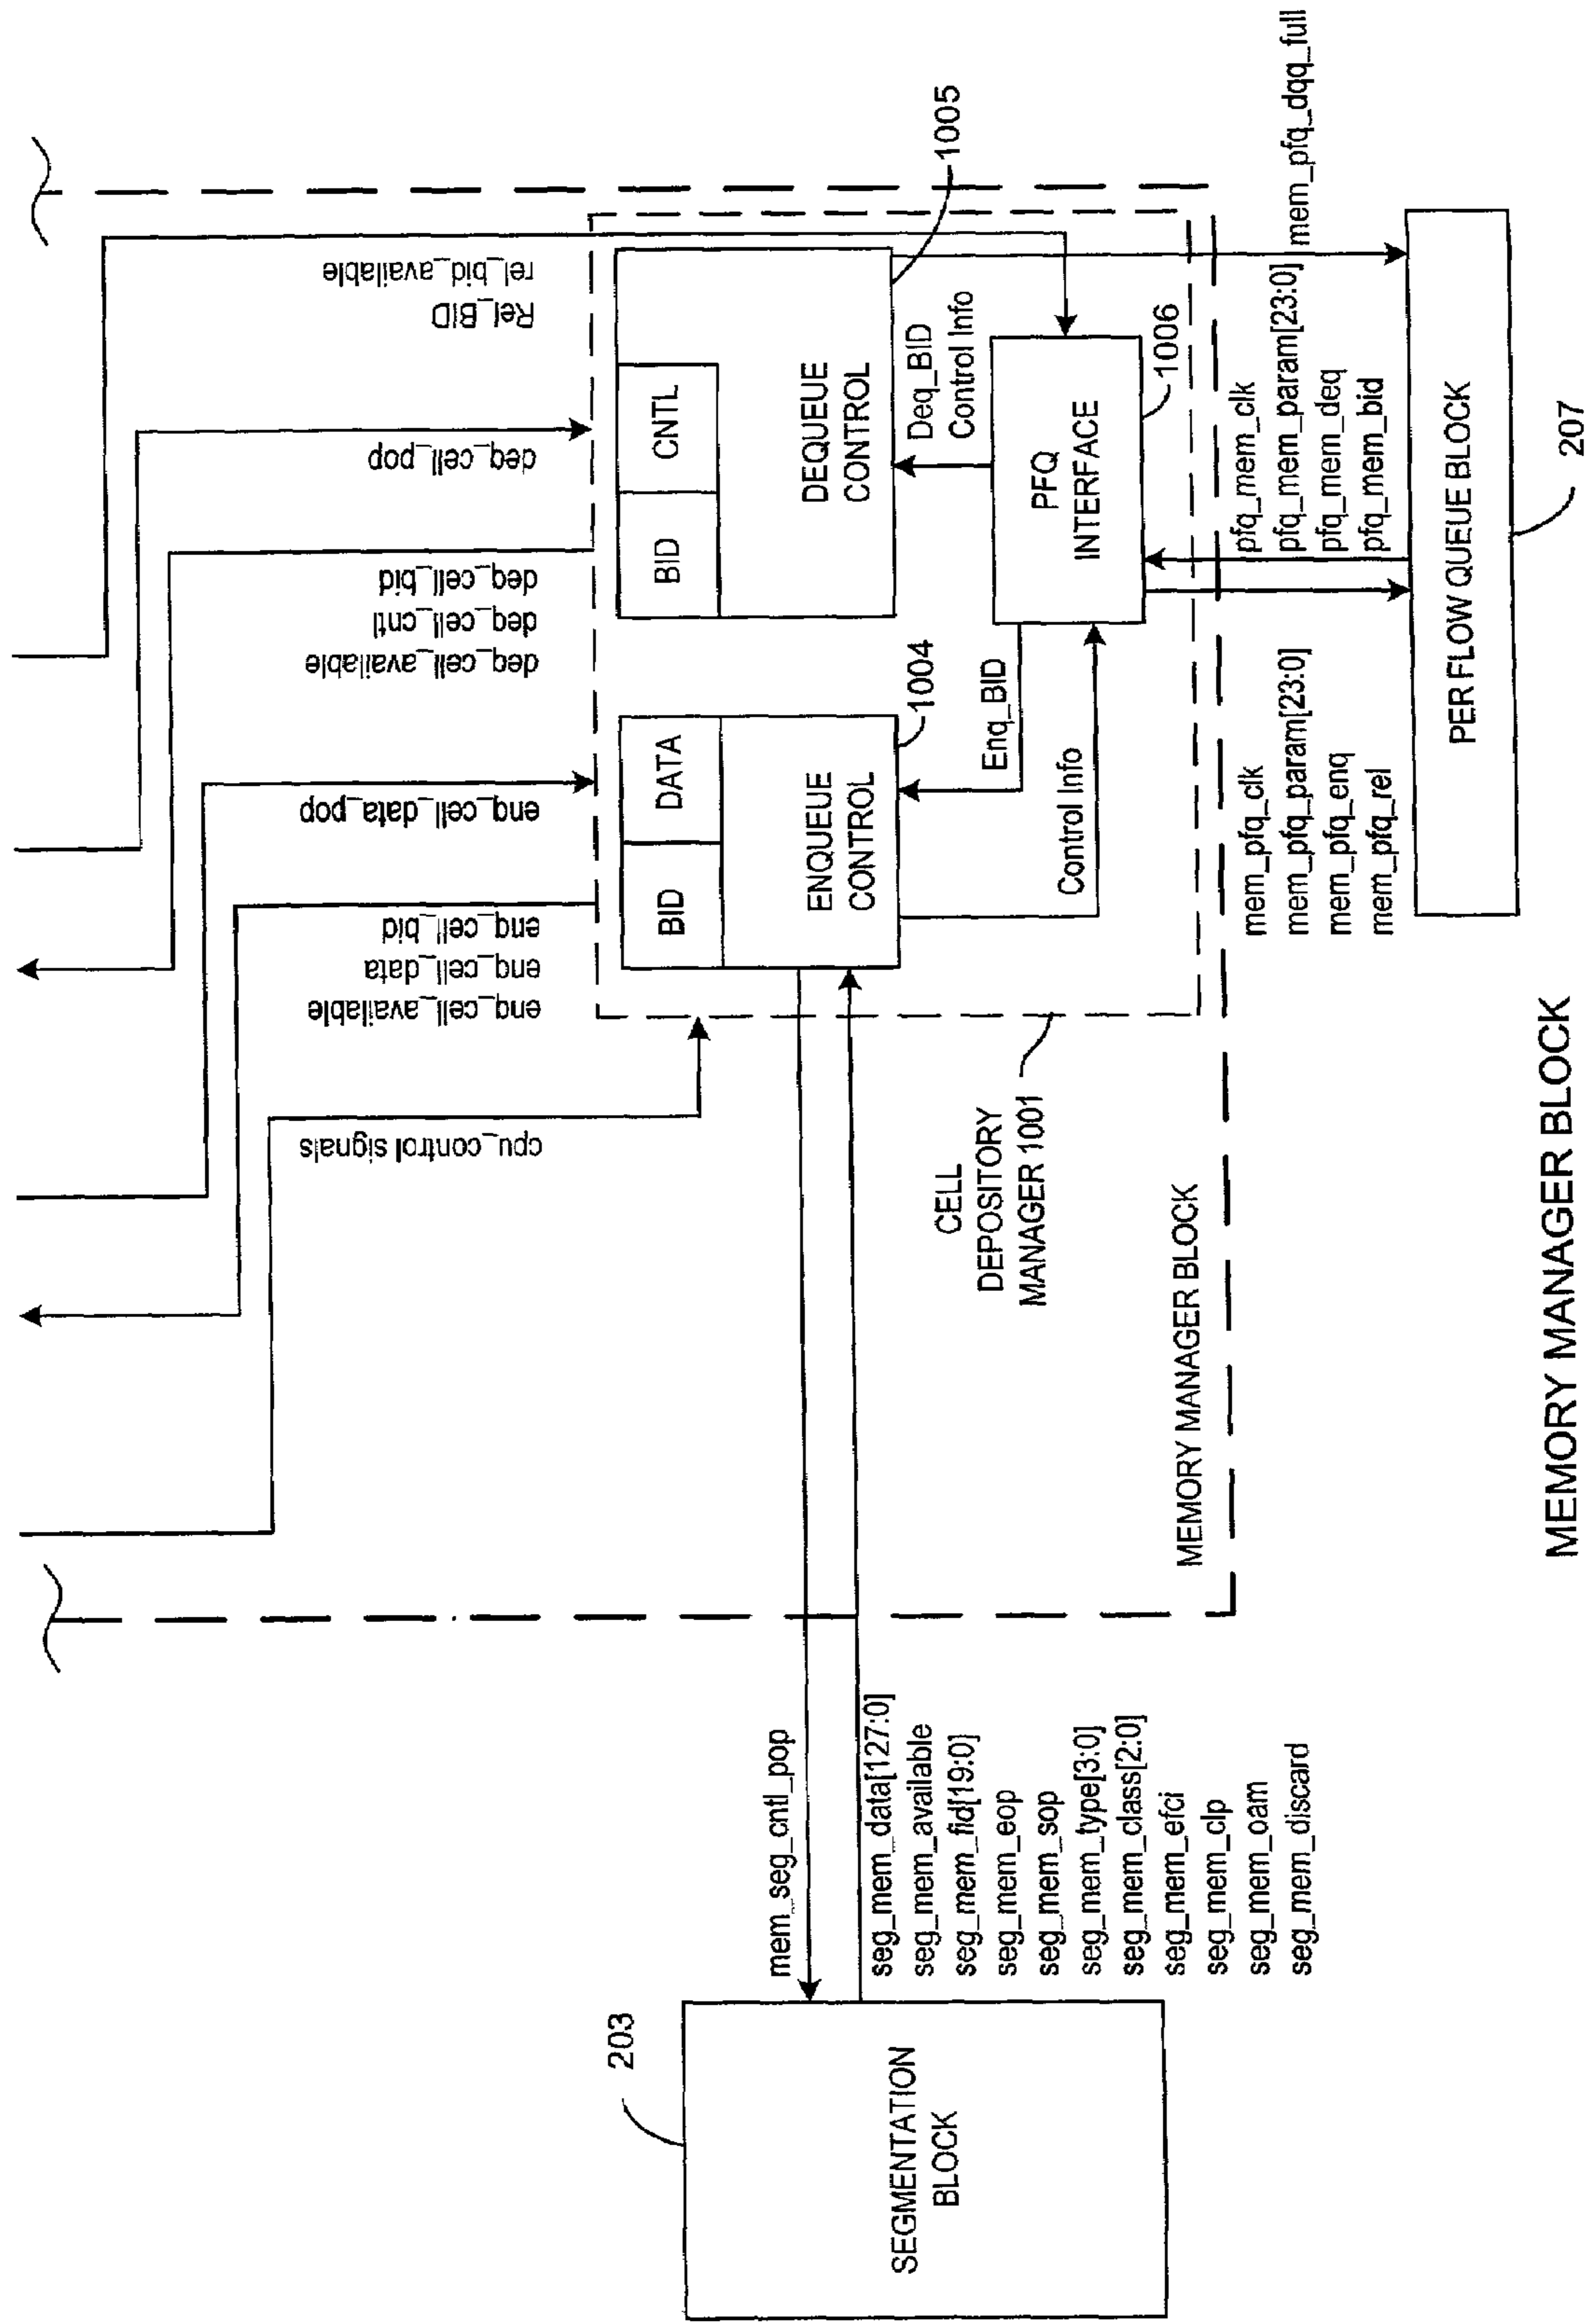 203
SEGMENTATION
BLOCK
mem_seg_cntl_pop
seg_mem_data[127:0]
seg_mem_available
seg_mem_fid[19:0]
seg_mem_eop
seg_mem_sop
seg_mem_type[3:0]
seg_mem_class[2:0]
seg_mem_efci
seg_mem_clp
seg_mem_oam
seg_mem_discard
cpu_control signals
enq_cell_available
enq_cell_data
enq_cell_bid
enq_cell_data_pop
deq_cell_available
deq_cell_cntl
deq_cell_bid
deq_cell_pop
Rel_BID
rel_bid_available
BID
DATA
ENQUEUE
CONTROL
1004
BID
CNTL
DEQUEUE
CONTROL
1005
Enq_BID
Control Info
Deq_BID
Control Info
PFQ
INTERFACE
1006
CELL
DEPOSITORY
MANAGER 1001
MEMORY MANAGER BLOCK
mem_pfq_clk
mem_pfq_param[23:0]
mem_pfq_enq
mem_pfq_rel
pfq_mem_clk
pfq_mem_param[23:0]
pfq_mem_deq
pfq_mem_bid
mem_pfq_dqq_full
PER FLOW QUEUE BLOCK
207
MEMORY MANAGER BLOCK